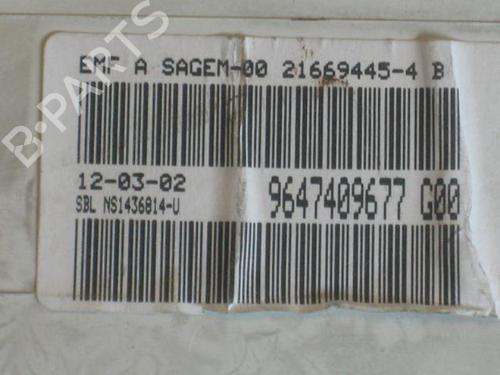 EMF A SAGEM-00 21669445-4 B
12-03-02
SBL NS1436814-U
9647409677 G00
B-PARTS